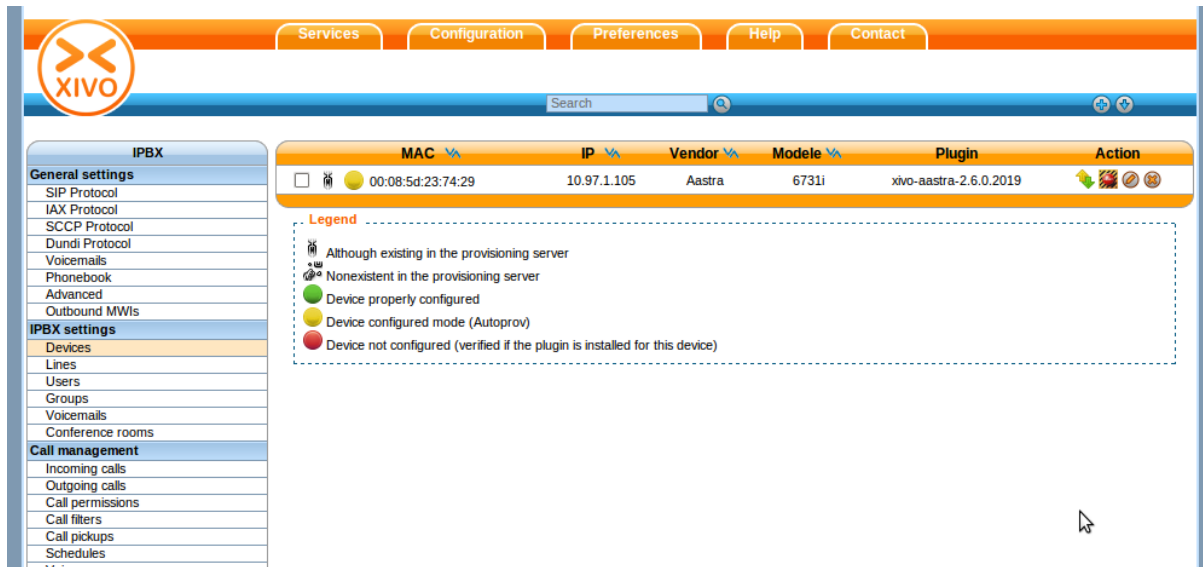 Services Configuration Preferences Help Contact
XIVO
Search
IPBX
General settings
SIP Protocol
IAX Protocol
SCCP Protocol
Dundi Protocol
Voicemails
Phonebook
Advanced
Outbound MWIs
IPBX settings
Devices
Lines
Users
Groups
Voicemails
Conference rooms
Call management
Incoming calls
Outgoing calls
Call permissions
Call filters
Call pickups
Schedules
MAC IP Vendor Modele Plugin Action
00:08:5d:23:74:29 10.97.1.105 Aastra 6731i xivo-aastra-2.6.0.2019
Legend
Although existing in the provisioning server
Nonexistent in the provisioning server
Device properly configured
Device configured mode (Autoprov)
Device not configured (verified if the plugin is installed for this device)